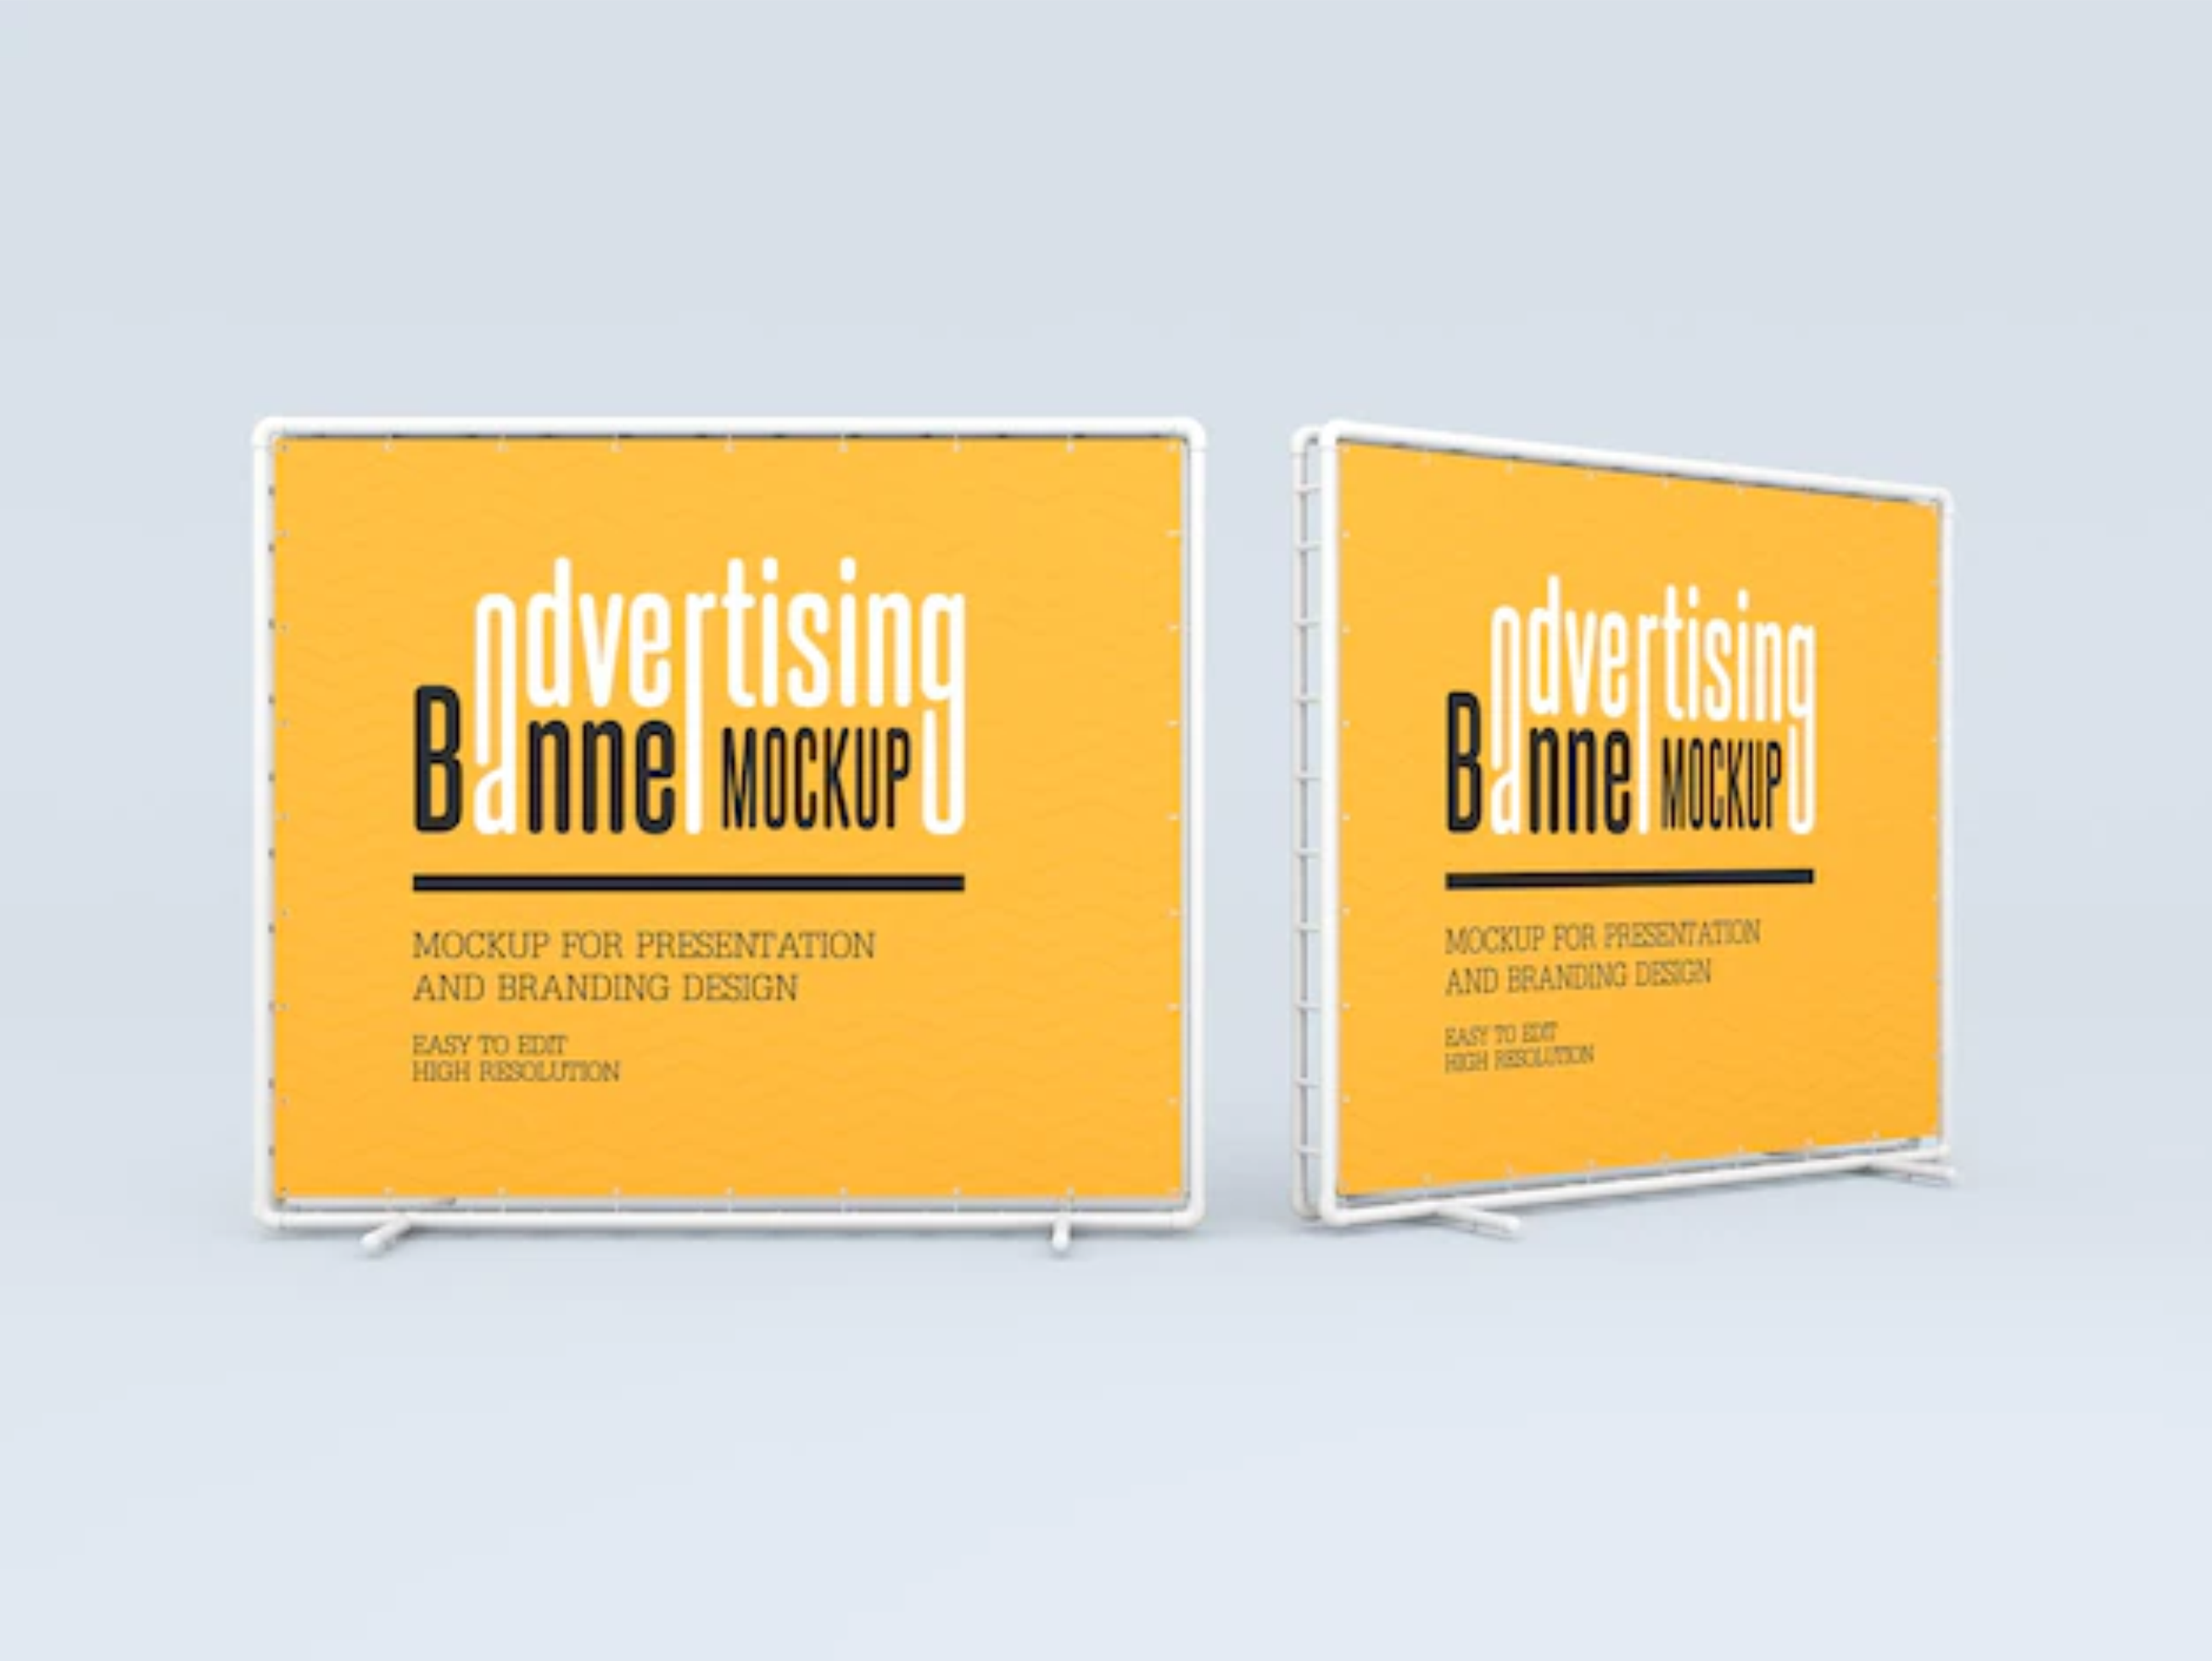 advertising
Banner MOCKUP
MOCKUP FOR PRESENTATION
AND BRANDING DESIGN
EASY TO EDIT
HIGH RESOLUTION
advertising
Banner MOCKUP
MOCKUP FOR PRESENTATION
AND BRANDING DESIGN
EASY TO EDIT
HIGH RESOLUTION